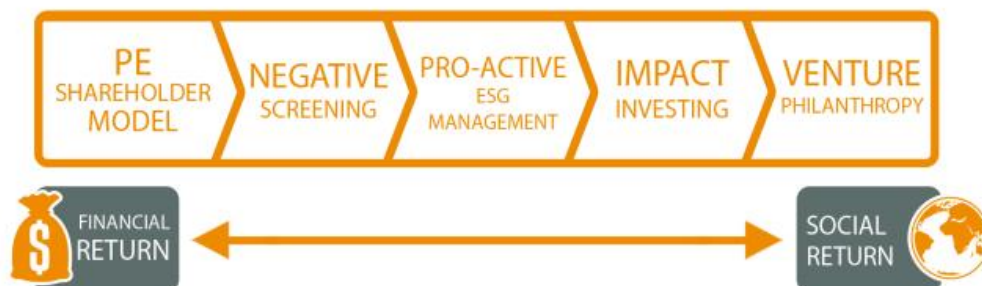 PE
SHAREHOLDER
MODEL
NEGATIVE
SCREENING
PRO-ACTIVE
ESG
MANAGEMENT
IMPACT
INVESTING
VENTURE
PHILANTHROPY
$
FINANCIAL
RETURN
SOCIAL
RETURN